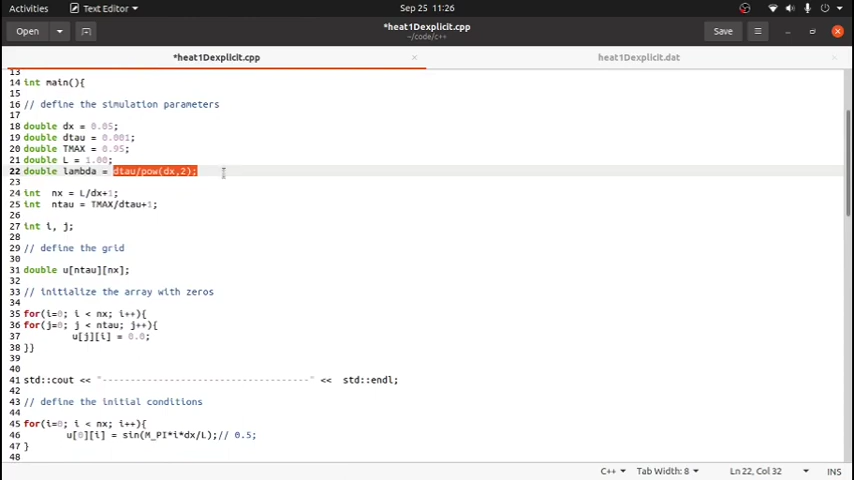 Activities Text Editor Sep 25 11:26
Open *heat1Dexplicit.cpp Save
~/code/c++
*heat1Dexplicit.cpp heat1Dexplicit.dat
13
14 int main(){
15
16 // define the simulation parameters
17
18 double dx = 0.05;
19 double dtau = 0.001;
20 double TMAX = 0.95;
21 double L = 1.00;
22 double lambda = dtau/pow(dx,2);
23
24 int nx = L/dx+1;
25 int ntau = TMAX/dtau+1;
26
27 int i, j;
28
29 // define the grid
30
31 double u[ntau][nx];
32
33 // initialize the array with zeros
34
35 for(i=0; i < nx; i++){
36 for(j=0; j < ntau; j++){
37 u[j][i] = 0.0;
38 }}
39
40
41 std::cout << "-----------------------------------" << std::endl;
42
43 // define the initial conditions
44
45 for(i=0; i < nx; i++){
46 u[0][i] = sin(M_PI*i*dx/L);// 0.5;
47 }
48
C++ Tab Width: 8 Ln 22, Col 32 INS